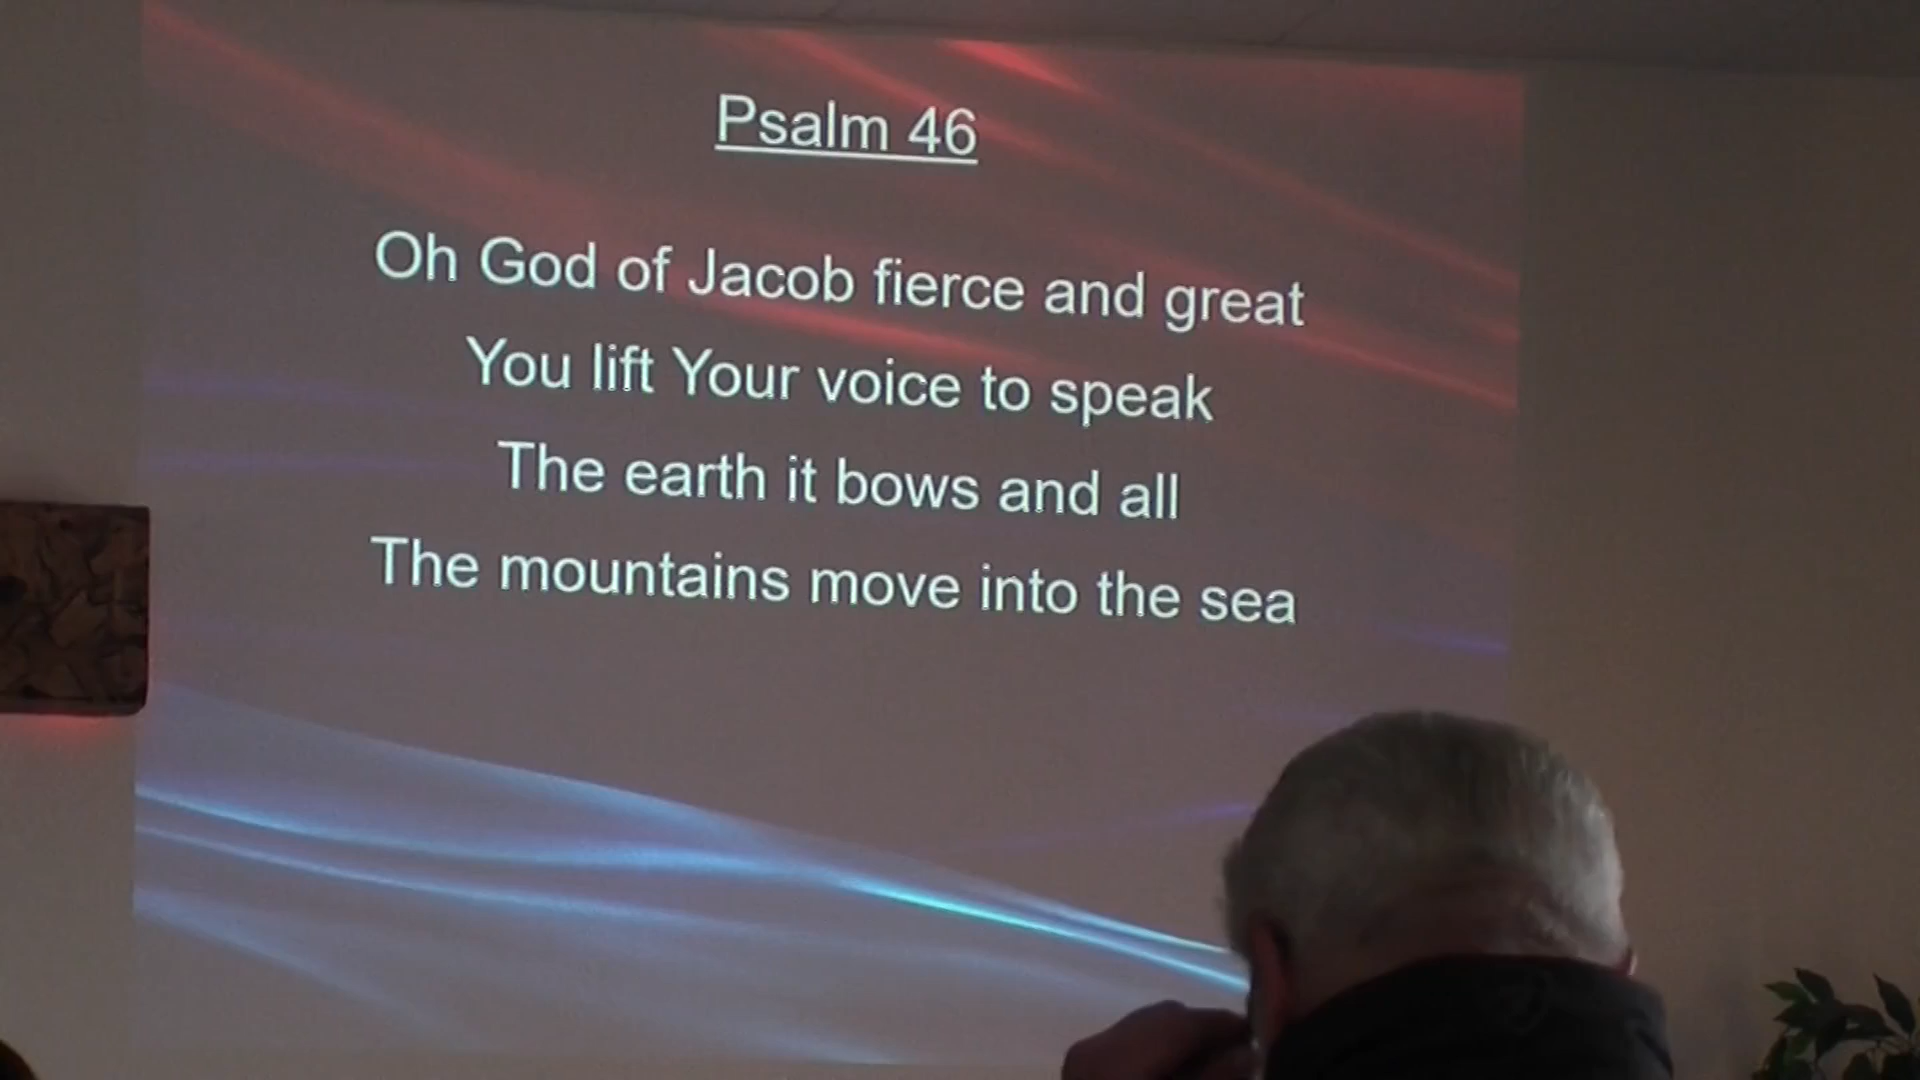 Psalm 46
Oh God of Jacob fierce and great
You lift Your voice to speak
The earth it bows and all
The mountains move into the sea